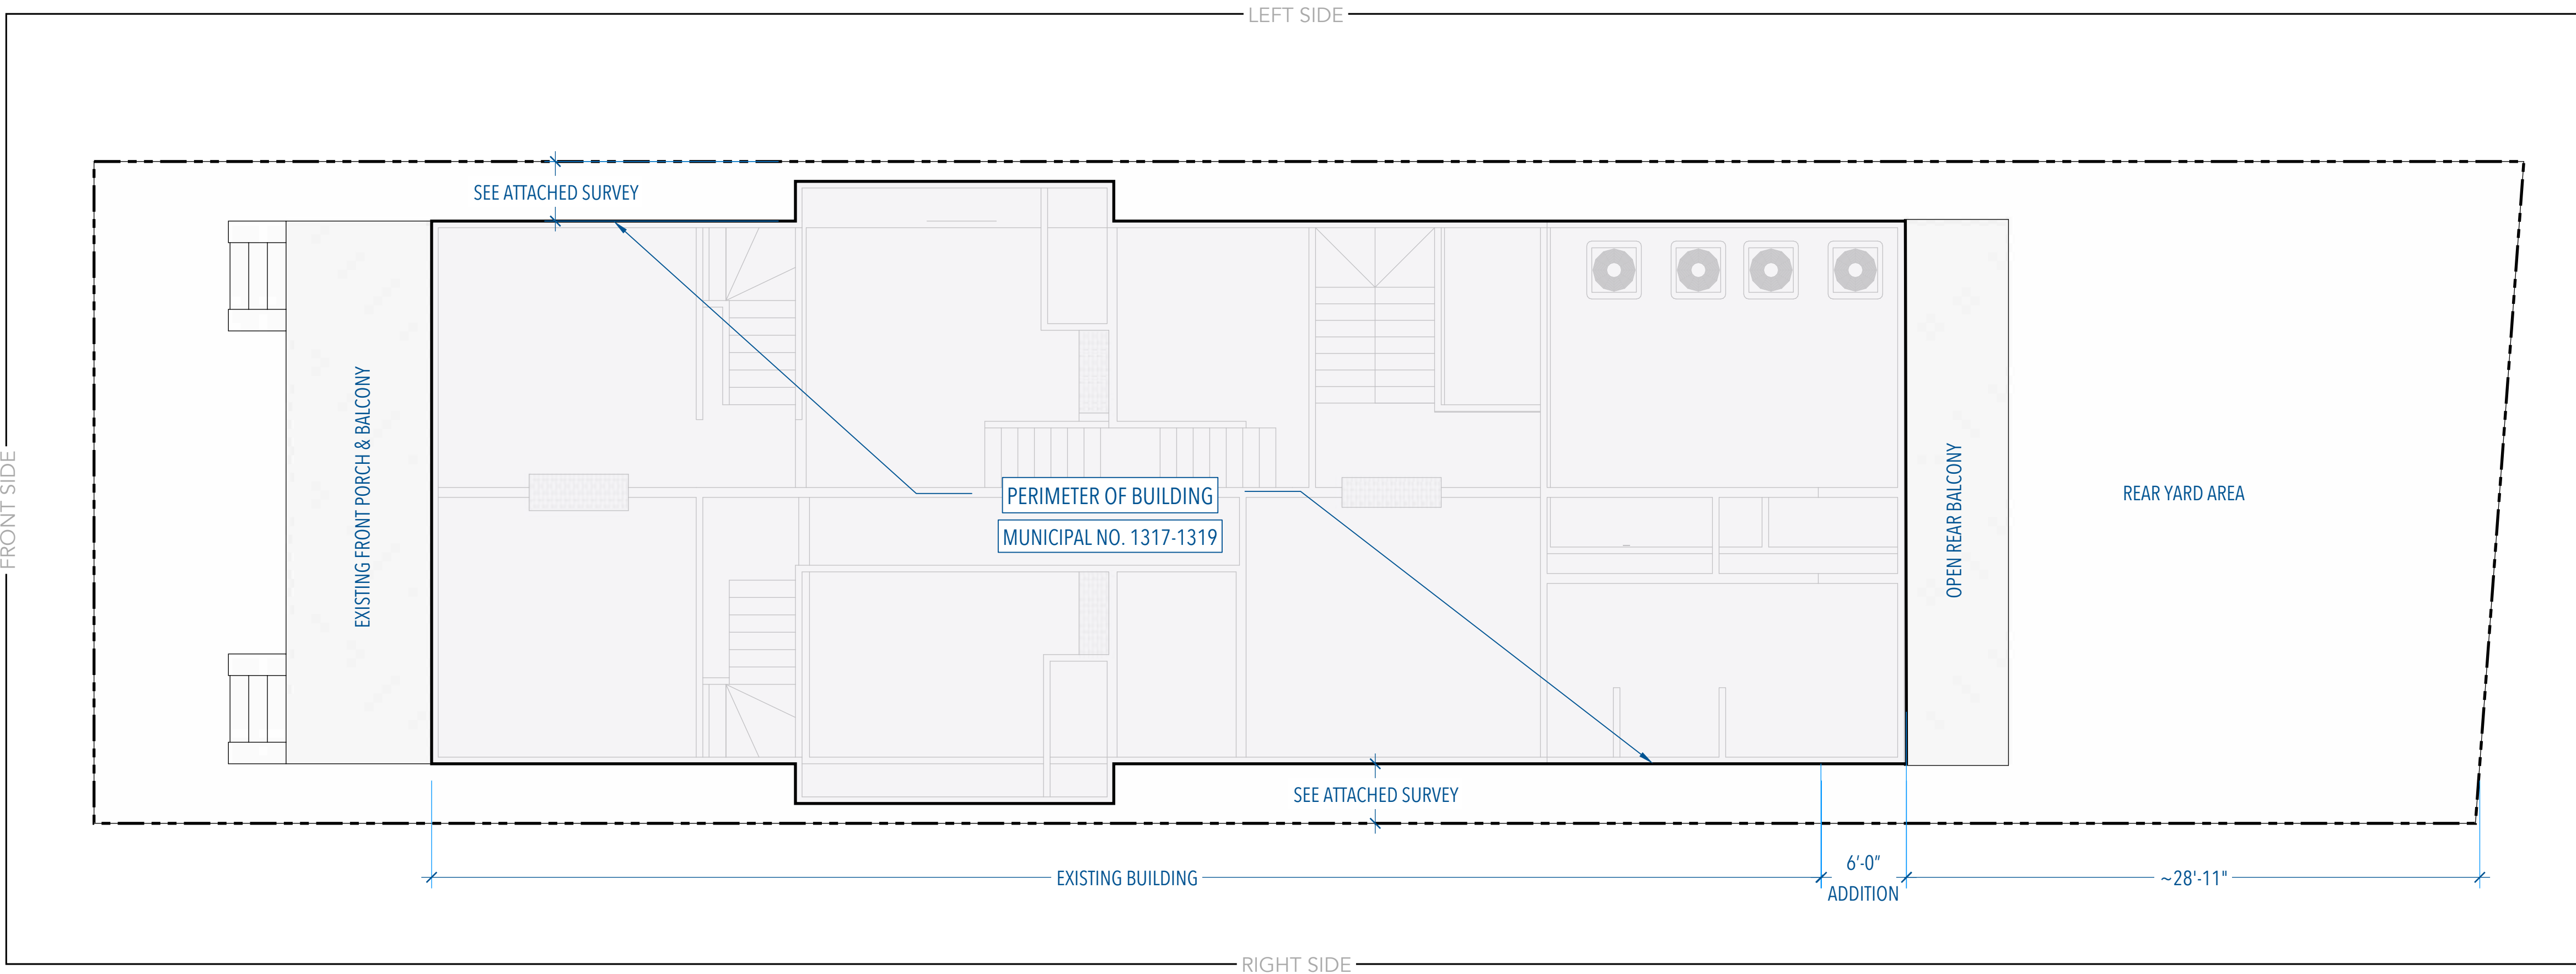 LEFT SIDE
SEE ATTACHED SURVEY
FRONT SIDE
EXISTING FRONT PORCH & BALCONY
PERIMETER OF BUILDING
MUNICIPAL NO. 1317-1319
OPEN REAR BALCONY
REAR YARD AREA
SEE ATTACHED SURVEY
EXISTING BUILDING
6'-0"
ADDITION
~28'-11"
RIGHT SIDE